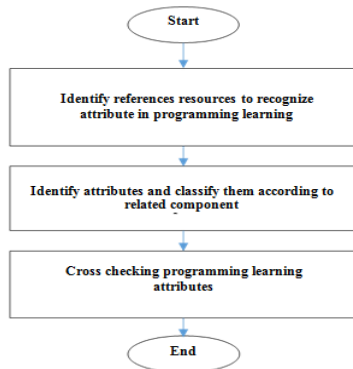 Start
Identify references resources to recognize
attribute in programming learning
Identify attributes and classify them according to
related component
Cross checking programming learning
attributes
End